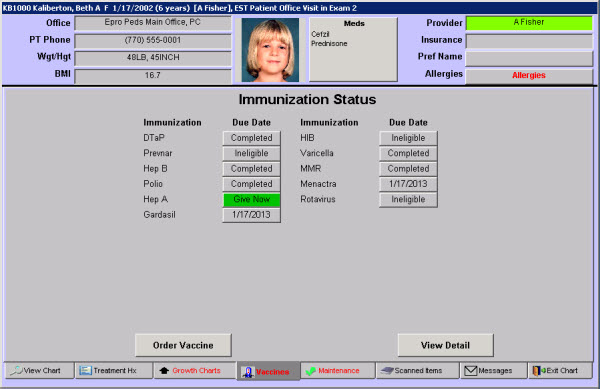 KB1000 Kaliberton, Beth A F 1/17/2002 (6 years) [A Fisher], EST Patient Office Visit in Exam 2
Office Epro Peds Main Office, PC
PT Phone (770) 555-0001
Wgt/Hgt 48LB, 45INCH
BMI 16.7
Meds
Cefzil
Prednisone
Provider A Fisher
Insurance
Pref Name
Allergies Allergies
Immunization Status
Immunization Due Date Immunization Due Date
DTaP Completed HIB Ineligible
Prevnar Ineligible Varicella Completed
Hep B Completed MMR Completed
Polio Completed Menactra 1/17/2013
Hep A Give Now Rotavirus Ineligible
Gardasil 1/17/2013
Order Vaccine View Detail
View Chart Treatment Hx Growth Charts Vaccines Maintenance Scanned Items Messages Exit Chart